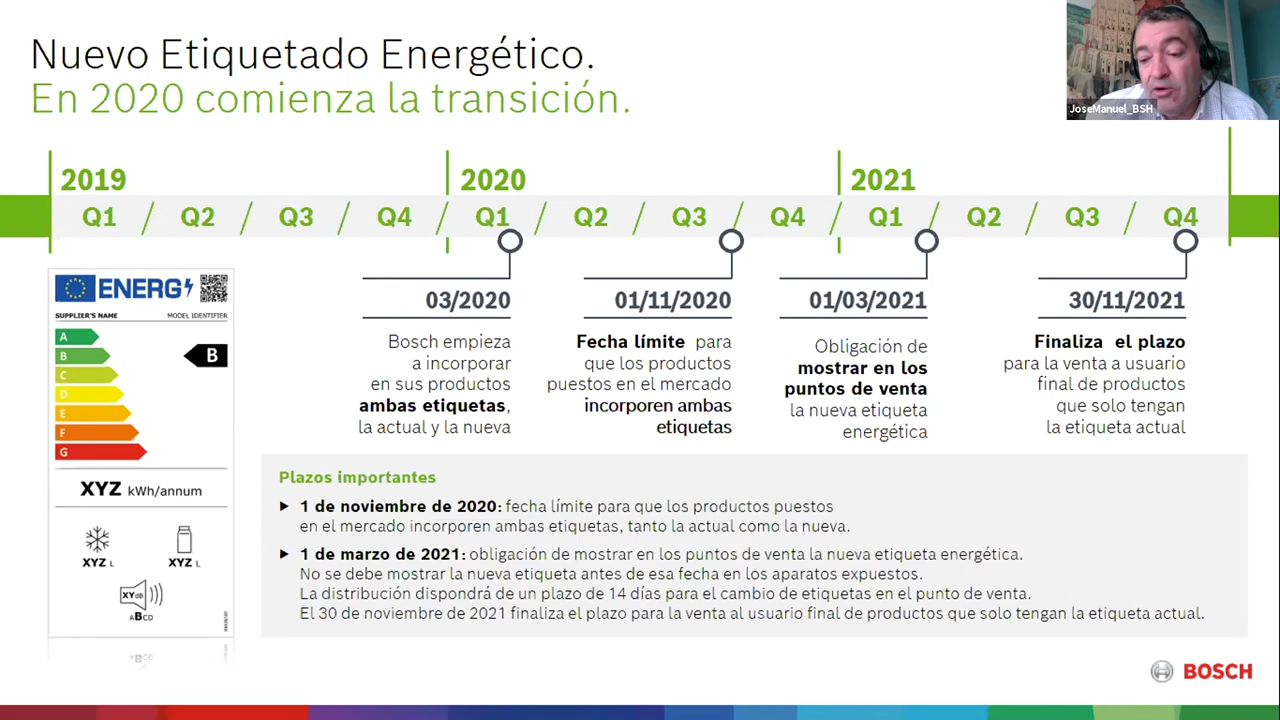 Nuevo Etiquetado Energético.
En 2020 comienza la transición.
JoseManuel_BSH
2019
2020
2021
Q1 / Q2 / Q3 / Q4 / Q1 / Q2 / Q3 / Q4 / Q1 / Q2 / Q3 / Q4
ENERG
SUPPLIER'S NAME MODEL IDENTIFIER
A
B
B
C
D
E
F
G
XYZ kWh/annum
XYZ L
XYZ L
XY dB
ABCD
03/2020
Bosch empieza
a incorporar
en sus productos
ambas etiquetas,
la actual y la nueva
01/11/2020
Fecha límite para
que los productos
puestos en el mercado
incorporen ambas
etiquetas
01/03/2021
Obligación de
mostrar en los
puntos de venta
la nueva etiqueta
energética
30/11/2021
Finaliza el plazo
para la venta a usuario
final de productos
que solo tengan
la etiqueta actual
Plazos importantes
1 de noviembre de 2020: fecha límite para que los productos puestos
en el mercado incorporen ambas etiquetas, tanto la actual como la nueva.
1 de marzo de 2021: obligación de mostrar en los puntos de venta la nueva etiqueta energética.
No se debe mostrar la nueva etiqueta antes de esa fecha en los aparatos expuestos.
La distribución dispondrá de un plazo de 14 días para el cambio de etiquetas en el punto de venta.
El 30 de noviembre de 2021 finaliza el plazo para la venta al usuario final de productos que solo tengan la etiqueta actual.
BOSCH